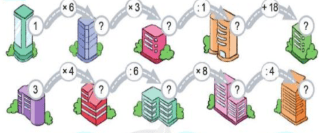 1 × 6 ? × 3 ? : 1 ? + 18 ?
3 × 4 ? : 6 ? × 8 ? : 4 ?